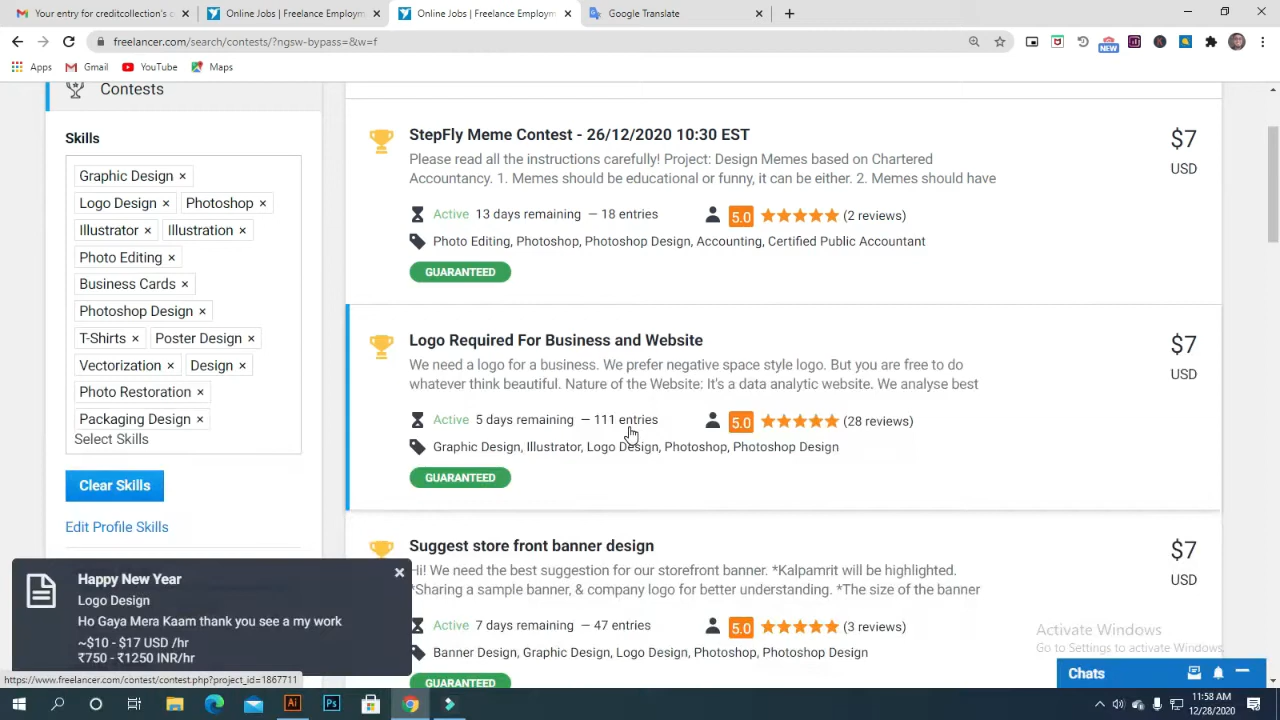 Your entry for creditcollection's c
Online Jobs | Freelance Employm
Online Jobs | Freelance Employm
Google Translate
freelancer.com/search/contests/?ngsw-bypass=&w=f
NEW
Apps
Gmail
YouTube
Maps
Contests
Skills
Graphic Design ×
Logo Design × Photoshop ×
Illustrator × Illustration ×
Photo Editing ×
Business Cards ×
Photoshop Design ×
T-Shirts × Poster Design ×
Vectorization × Design ×
Photo Restoration ×
Packaging Design ×
Select Skills
Clear Skills
Edit Profile Skills
StepFly Meme Contest - 26/12/2020 10:30 EST
$7
USD
Please read all the instructions carefully! Project: Design Memes based on Chartered
Accountancy. 1. Memes should be educational or funny, it can be either. 2. Memes should have
Active 13 days remaining – 18 entries
5.0 (2 reviews)
Photo Editing, Photoshop, Photoshop Design, Accounting, Certified Public Accountant
GUARANTEED
Logo Required For Business and Website
$7
USD
We need a logo for a business. We prefer negative space style logo. But you are free to do
whatever think beautiful. Nature of the Website: It's a data analytic website. We analyse best
Active 5 days remaining – 111 entries
5.0 (28 reviews)
Graphic Design, Illustrator, Logo Design, Photoshop, Photoshop Design
GUARANTEED
Suggest store front banner design
$7
USD
Hi! We need the best suggestion for our storefront banner. *Kalpamrit will be highlighted.
*Sharing a sample banner, & company logo for better understanding. *The size of the banner
Active 7 days remaining – 47 entries
5.0 (3 reviews)
Banner Design, Graphic Design, Logo Design, Photoshop, Photoshop Design
GUARANTEED
Happy New Year
Logo Design
Ho Gaya Mera Kaam thank you see a my work
~$10 - $17 USD /hr
₹750 - ₹1250 INR/hr
Activate Windows
Go to Settings to activate Windows.
Chats
https://www.freelancer.com/contest/contest.php?project_id=1867711
Ai
Ps
11:58 AM
12/28/2020